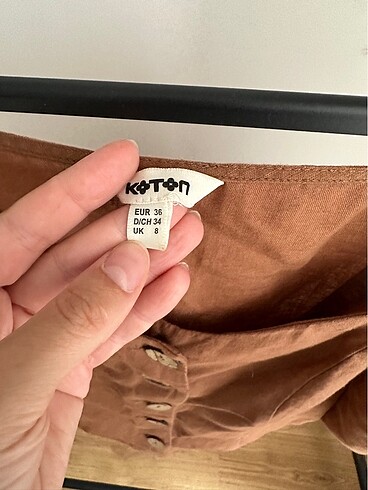 KOTON
EUR 36
D/CH 34
UK 8